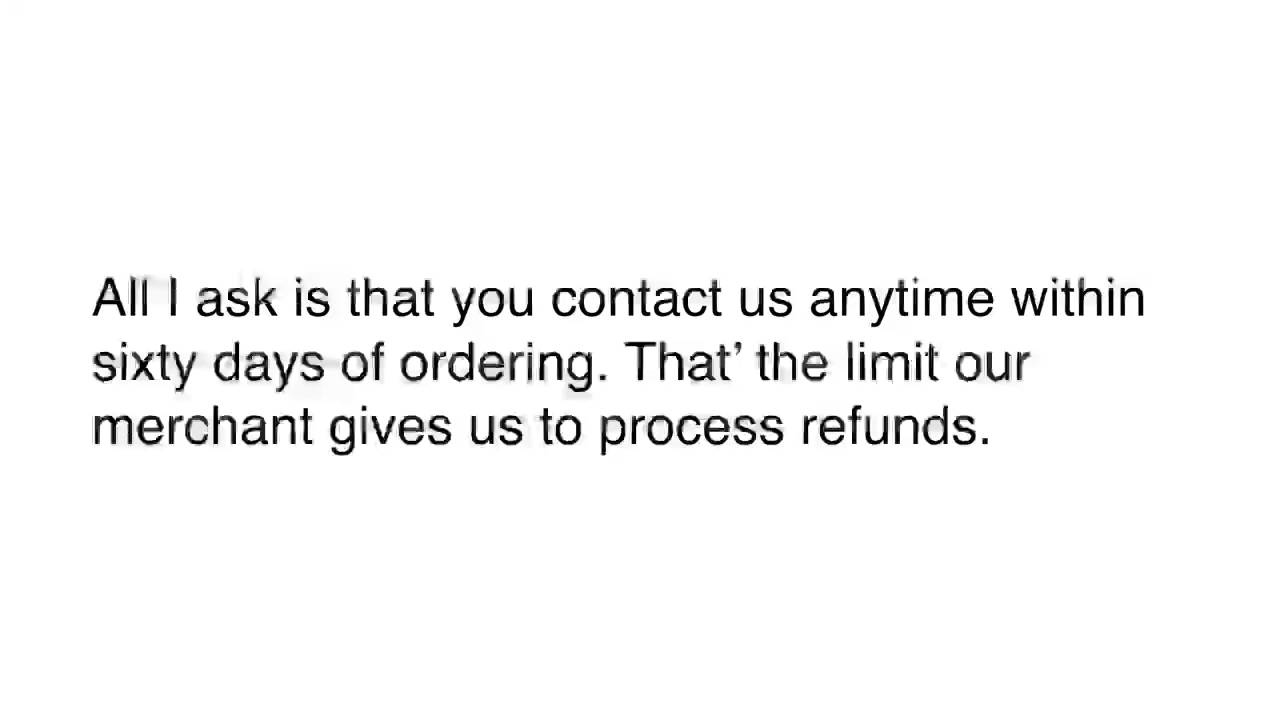 All I ask is that you contact us anytime within
sixty days of ordering. That’ the limit our
merchant gives us to process refunds.